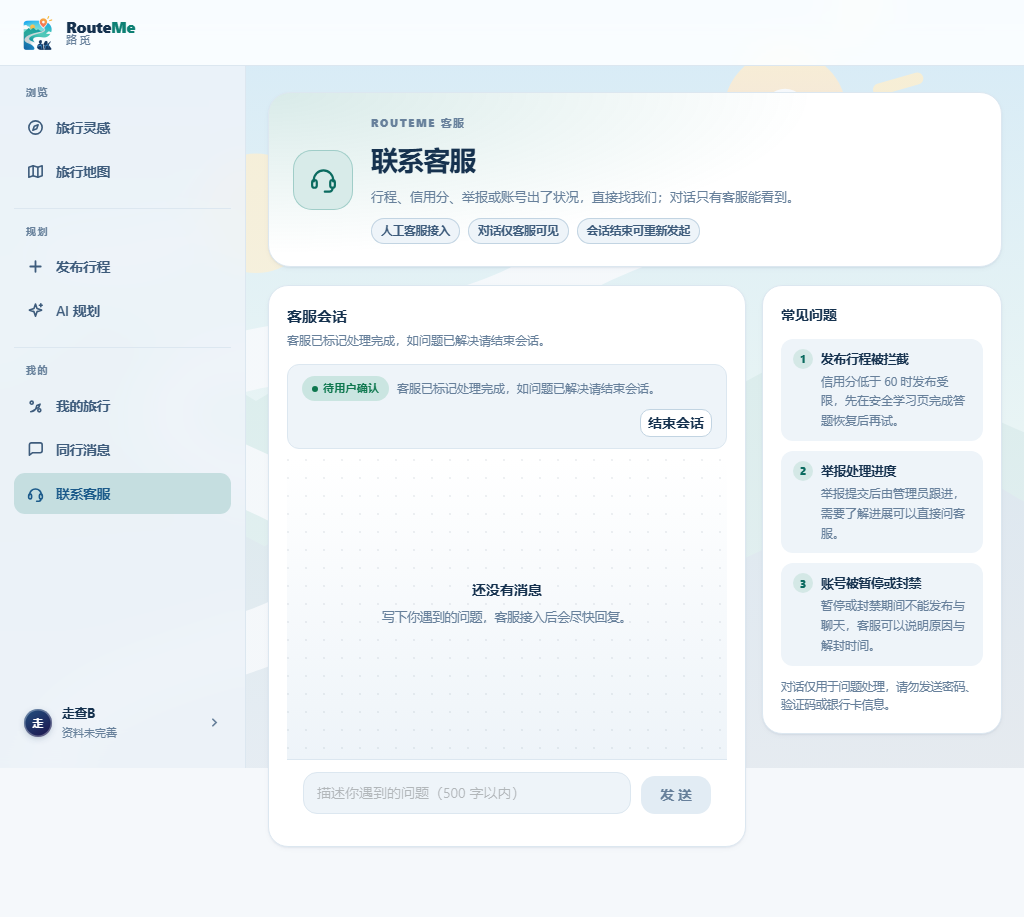 RouteMe
路觅
浏览
旅行灵感
旅行地图
规划
发布行程
AI 规划
我的
我的旅行
同行消息
联系客服
走
走查B
资料未完善
ROUTEME 客服
联系客服
行程、信用分、举报或账号出了状况，直接找我们；对话只有客服能看到。
人工客服接入
对话仅客服可见
会话结束可重新发起
客服会话
客服已标记处理完成，如问题已解决请结束会话。
待用户确认
客服已标记处理完成，如问题已解决请结束会话。
结束会话
还没有消息
写下你遇到的问题，客服接入后会尽快回复。
描述你遇到的问题（500 字以内）
发 送
常见问题
1 发布行程被拦截
信用分低于 60 时发布受
限，先在安全学习页完成答
题恢复后再试。
2 举报处理进度
举报提交后由管理员跟进，
需要了解进展可以直接问客
服。
3 账号被暂停或封禁
暂停或封禁期间不能发布与
聊天，客服可以说明原因与
解封时间。
对话仅用于问题处理，请勿发送密码、
验证码或银行卡信息。